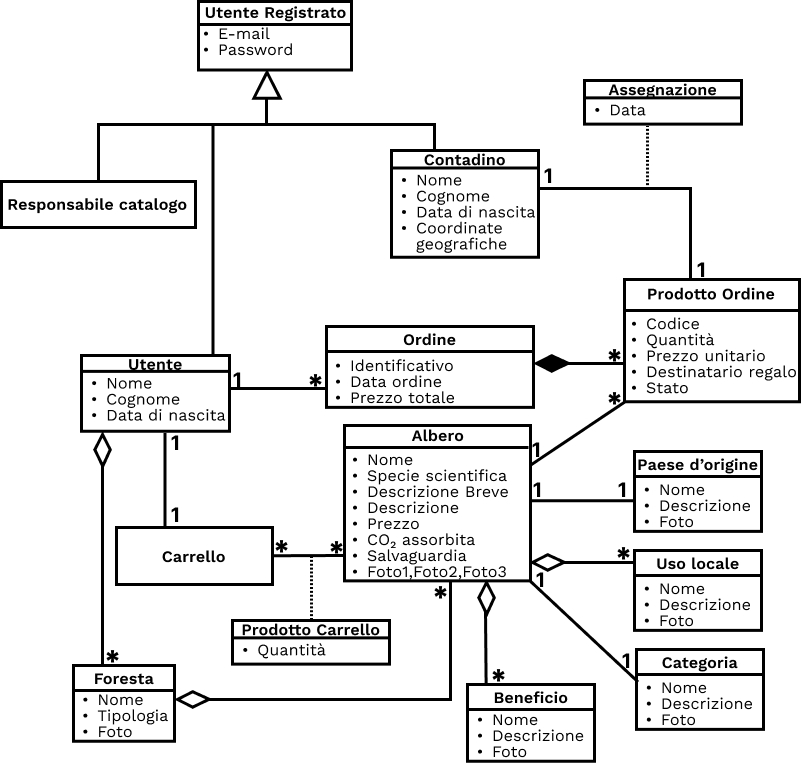 Utente Registrato
• E-mail
• Password
Assegnazione
• Data
Responsabile catalogo
Contadino
• Nome
• Cognome
• Data di nascita
• Coordinate
geografiche
1
1
Prodotto Ordine
• Codice
• Quantità
• Prezzo unitario
• Destinatario regalo
• Stato
*
*
Ordine
• Identificativo
• Data ordine
• Prezzo totale
Utente
• Nome
• Cognome
• Data di nascita
1
*
1
1
Carrello
*
*
Albero
• Nome
• Specie scientifica
• Descrizione Breve
• Descrizione
• Prezzo
• CO₂ assorbita
• Salvaguardia
• Foto1,Foto2,Foto3
1
1
1
Paese d’origine
• Nome
• Descrizione
• Foto
*
Uso locale
• Nome
• Descrizione
• Foto
1
1
Categoria
• Nome
• Descrizione
• Foto
*
Prodotto Carrello
• Quantità
*
Foresta
• Nome
• Tipologia
• Foto
*
Beneficio
• Nome
• Descrizione
• Foto